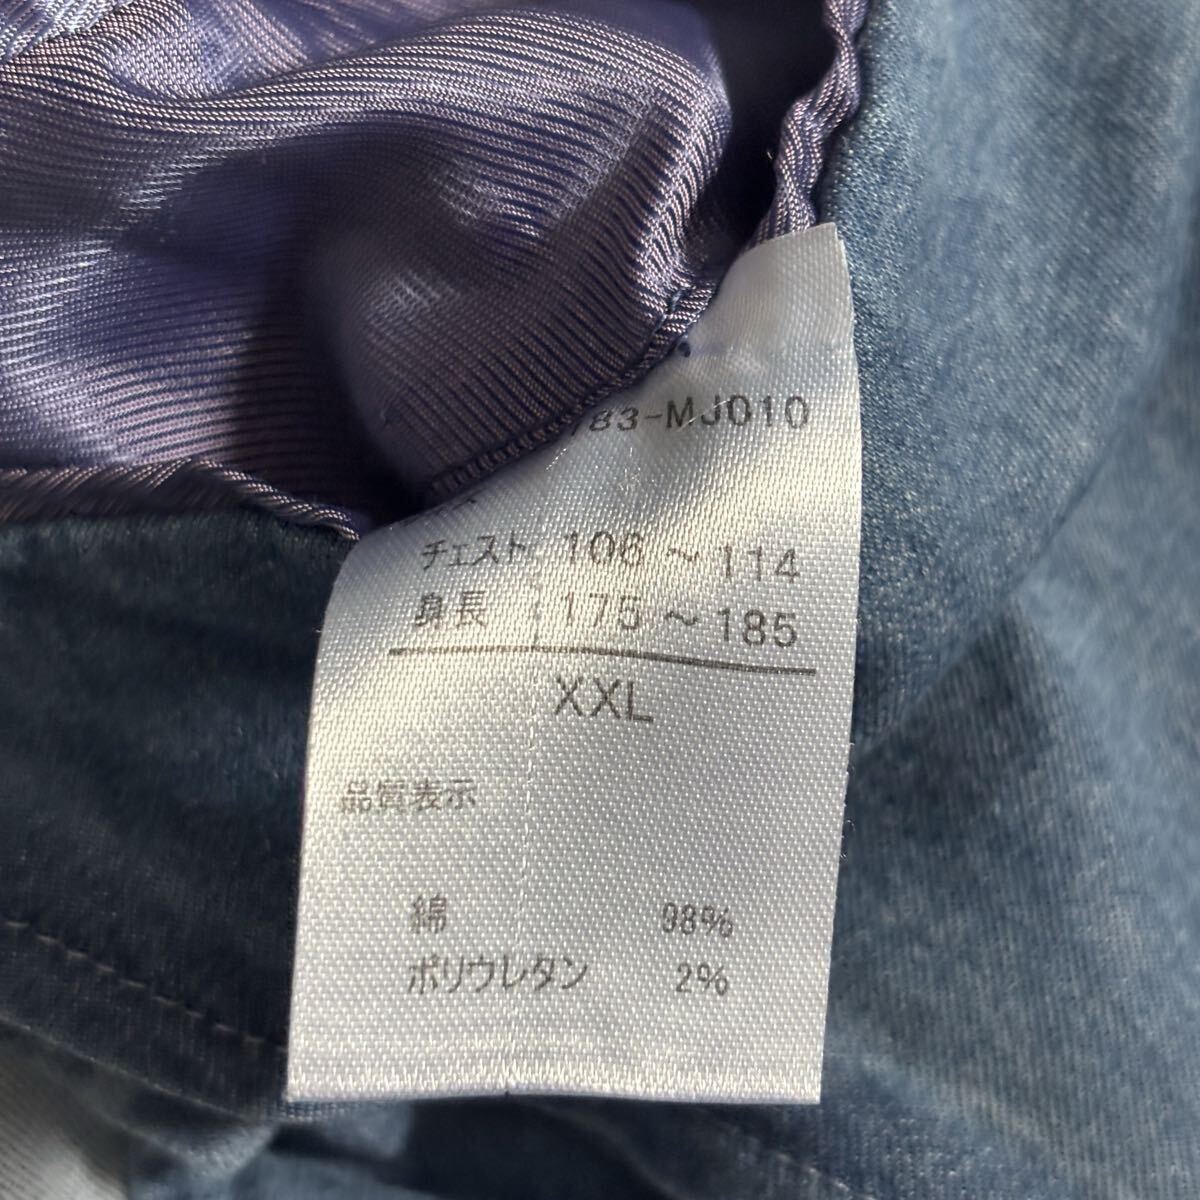 83-MJ010
チェスト 106 ~ 114
身長 175 ~ 185
XXL
品質表示
綿 98%
ポリウレタン 2%